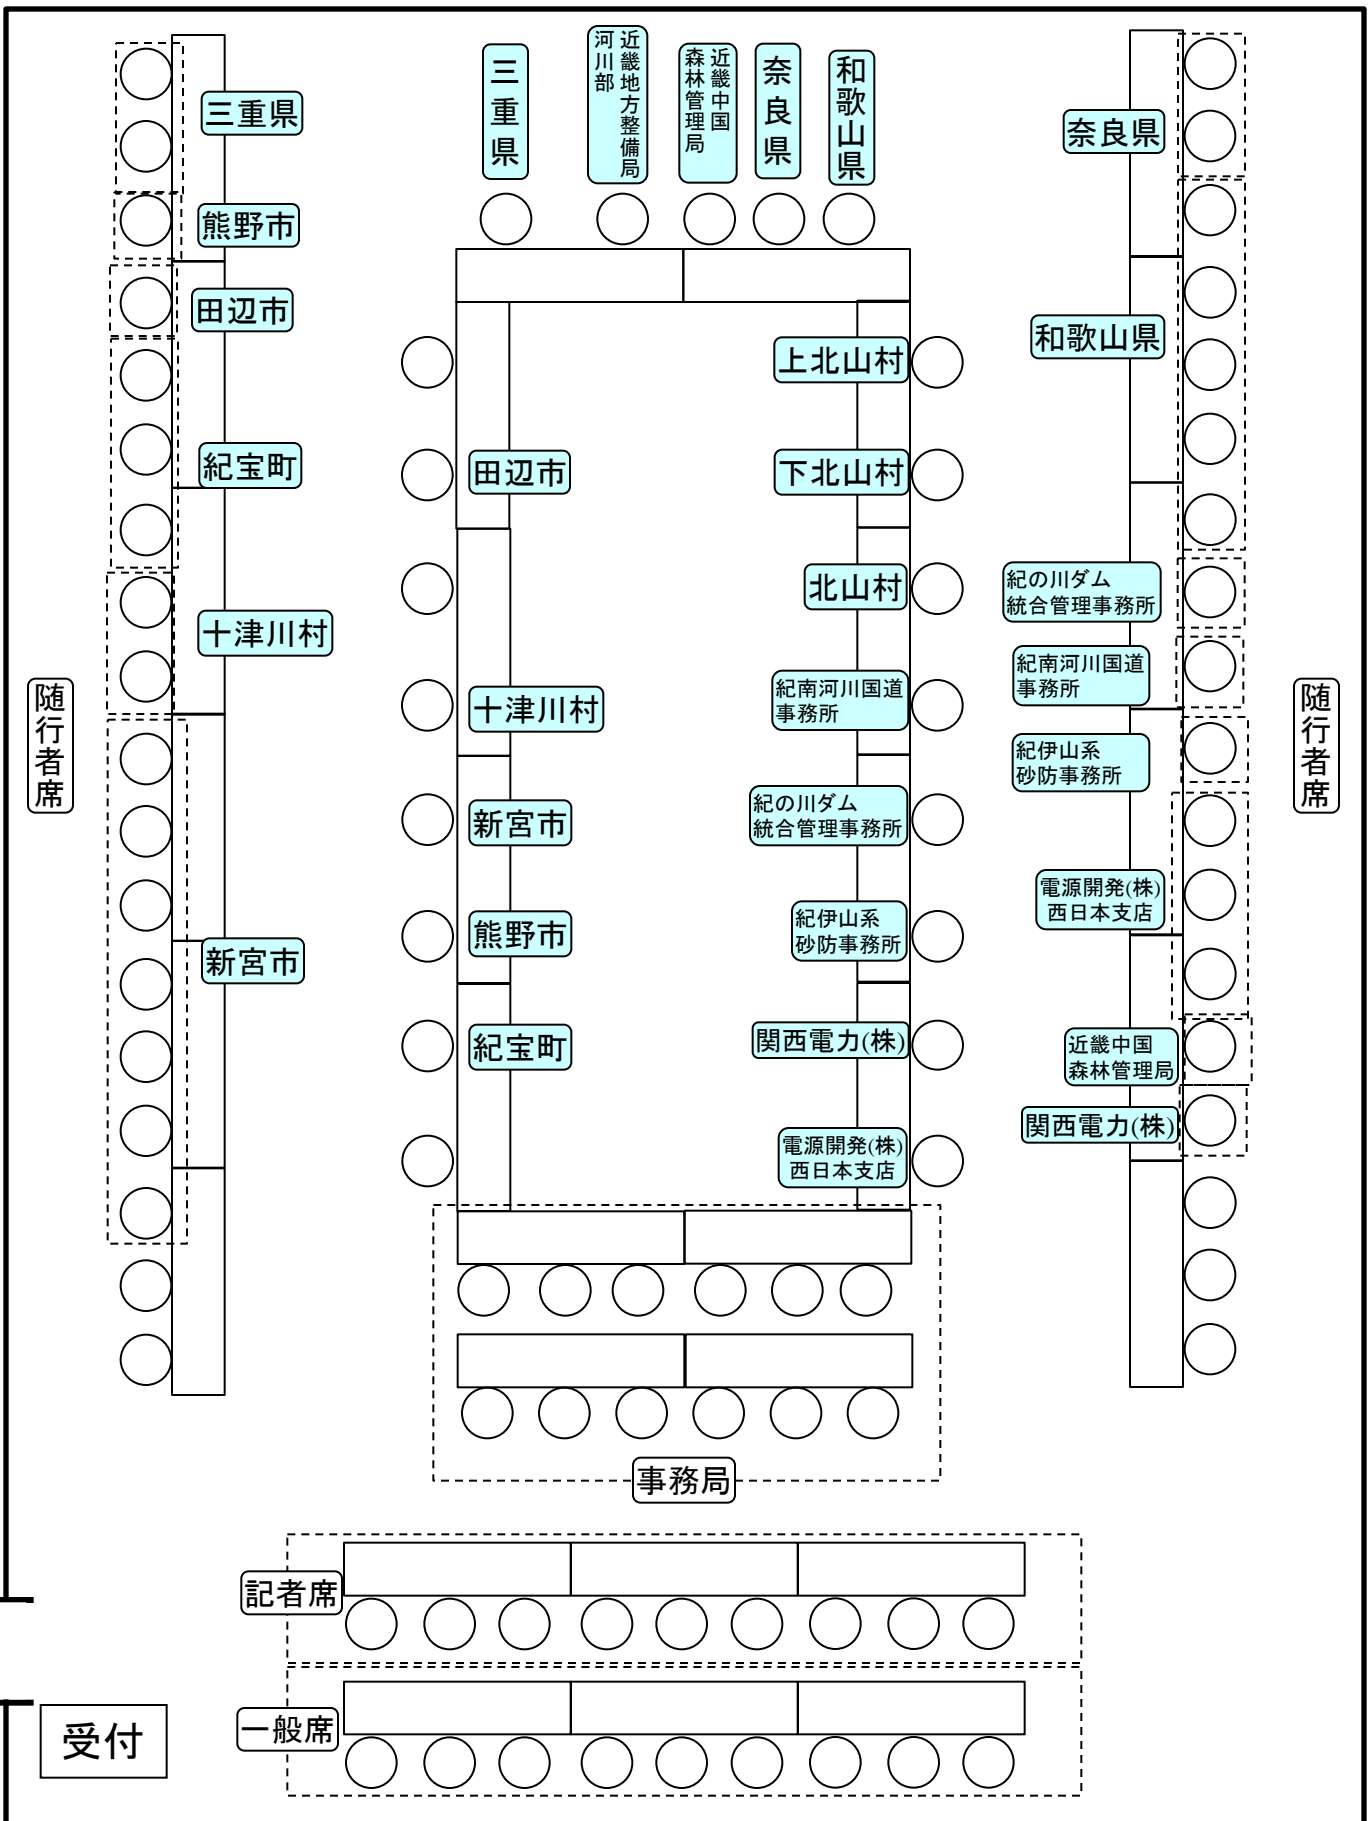 三重県
近畿地方整備局
河川部
近畿中国
森林管理局
奈良県
和歌山県
三重県
熊野市
田辺市
紀宝町
十津川村
新宮市
随行者席
田辺市
十津川村
新宮市
熊野市
紀宝町
上北山村
下北山村
北山村
紀南河川国道
事務所
紀の川ダム
統合管理事務所
紀伊山系
砂防事務所
関西電力(株)
電源開発(株)
西日本支店
奈良県
和歌山県
紀の川ダム
統合管理事務所
紀南河川国道
事務所
紀伊山系
砂防事務所
電源開発(株)
西日本支店
近畿中国
森林管理局
関西電力(株)
随行者席
事務局
記者席
一般席
受付